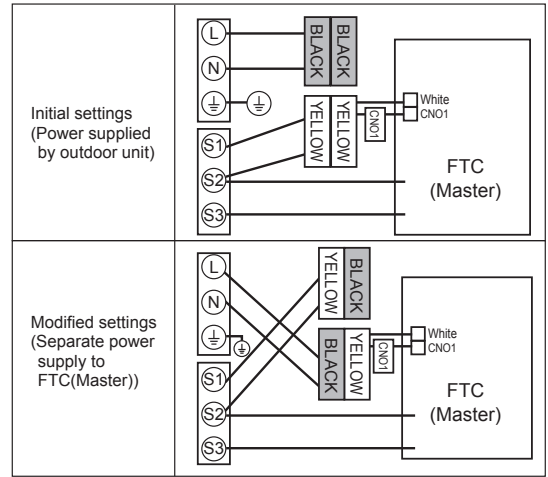 Initial settings
(Power supplied
by outdoor unit)
L
N
S1
S2
S3
BLACK
BLACK
YELLOW
YELLOW
CNO1
White
CNO1
FTC
(Master)
Modified settings
(Separate power
supply to
FTC(Master))
L
N
S1
S2
S3
YELLOW
BLACK
BLACK
YELLOW
CNO1
White
CNO1
FTC
(Master)